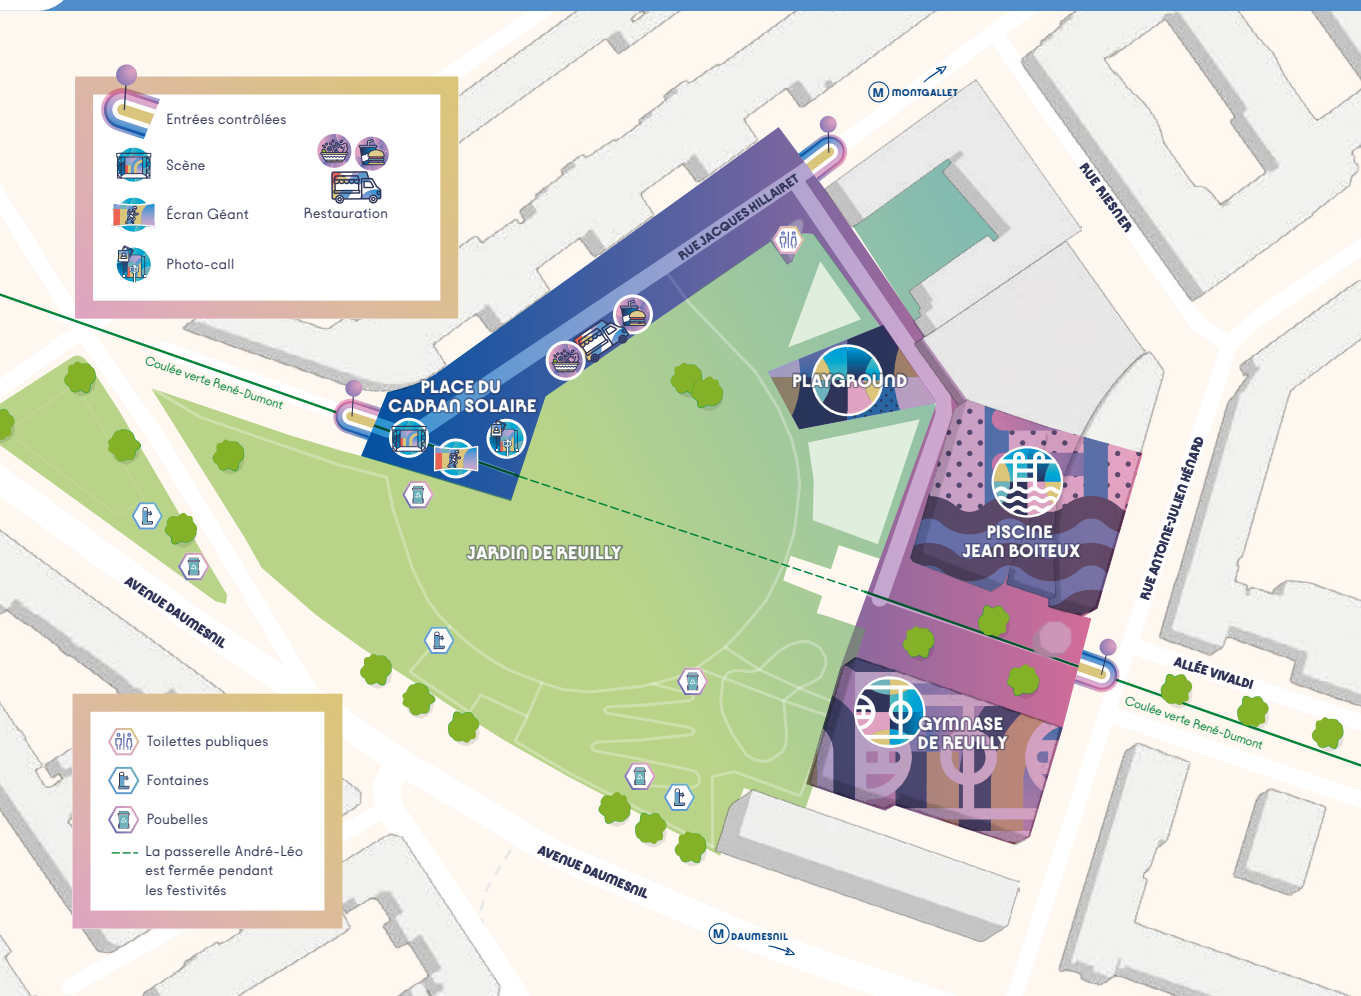 Entrées contrôlées
Scène
Écran Géant
Photo-call
Restauration
M MONTGALLET
RUE RIESNER
RUE JACQUES HILLAIRET
Coulée verte René-Dumont
PLACE DU
CADRAN SOLAIRE
PLAYGROUND
PISCINE
JEAN BOITEUX
RUE ANTOINE-JULIEN HÉNARD
JARDIN DE REUILLY
AVENUE DAUMESNIL
ALLÉE VIVALDI
Coulée verte René-Dumont
GYMNASE
DE REUILLY
Toilettes publiques
Fontaines
Poubelles
La passerelle André-Léo
est fermée pendant
les festivités
AVENUE DAUMESNIL
M DAUMESNIL